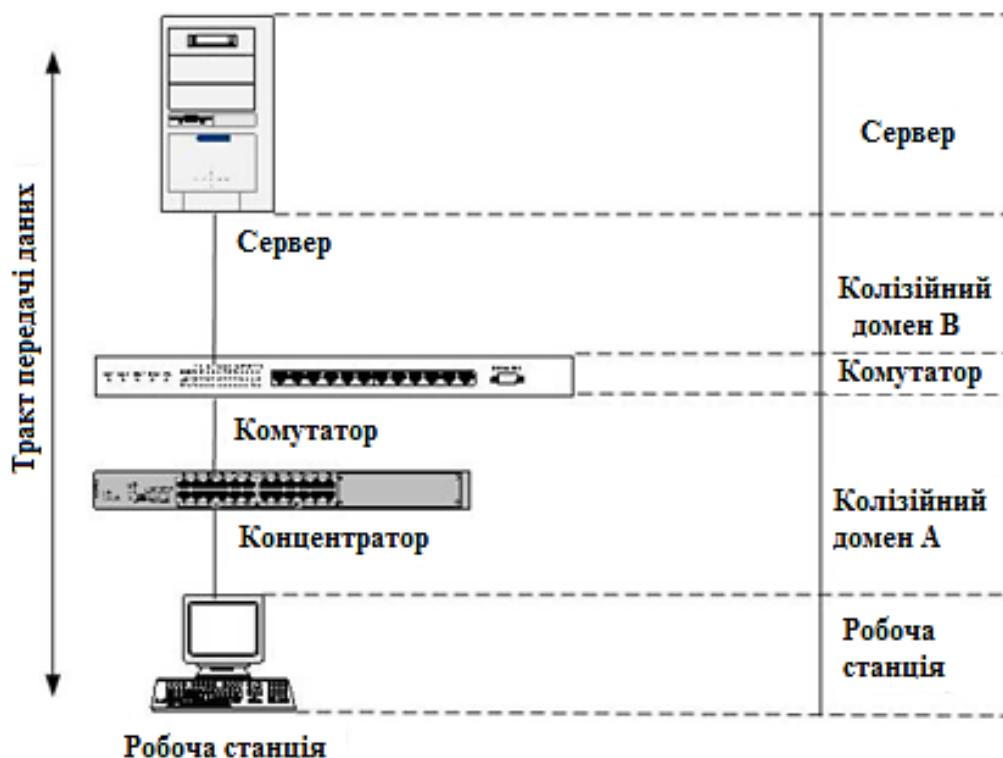 Тракт передачі даних
Сервер
Комутатор
Концентратор
Робоча станція
Сервер
Колізійний
домен В
Комутатор
Колізійний
домен А
Робоча
станція